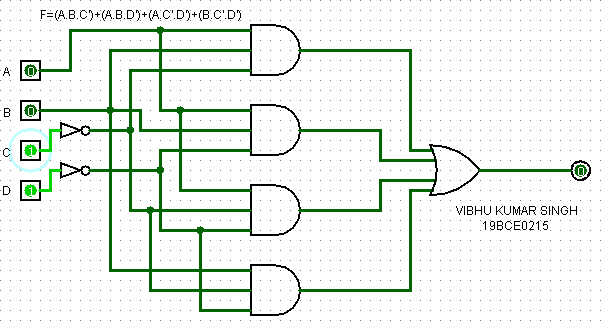 F=(A.B.C')+(A.B.D')+(A.C'.D')+(B.C'.D')
A 0
B 0
C 1
D 1
0
VIBHU KUMAR SINGH
19BCE0215